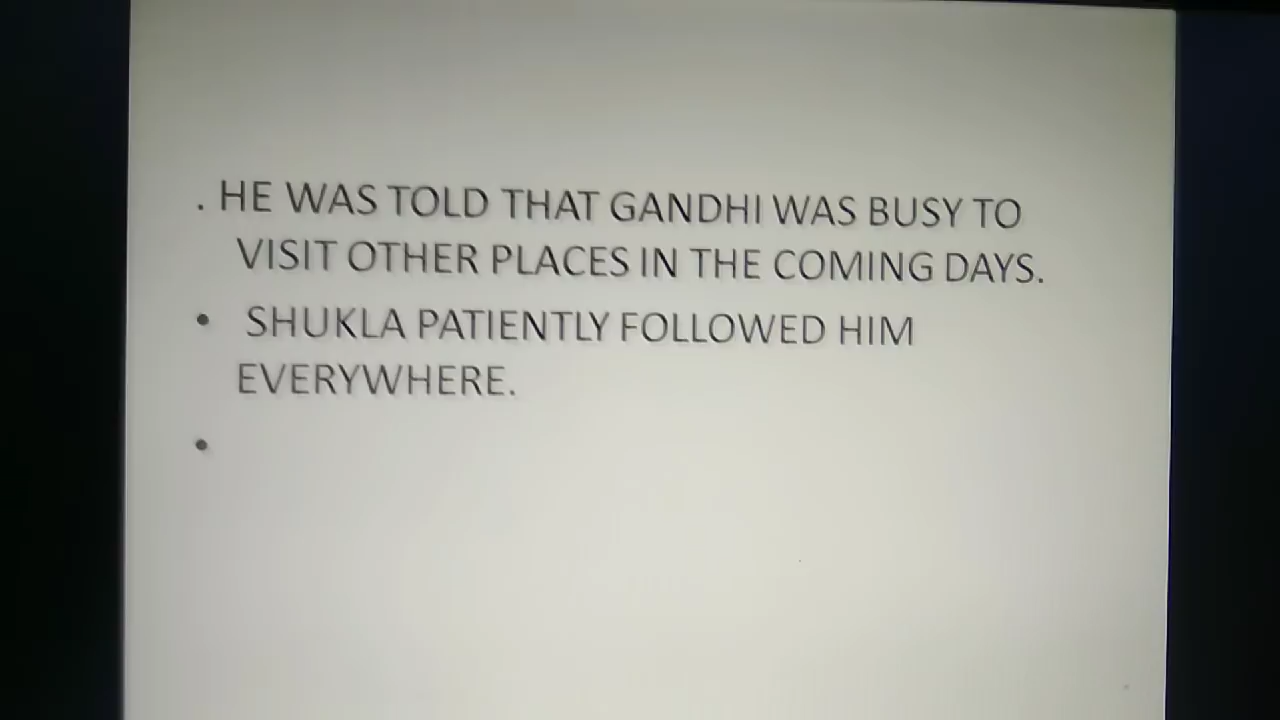 . HE WAS TOLD THAT GANDHI WAS BUSY TO
VISIT OTHER PLACES IN THE COMING DAYS.
• SHUKLA PATIENTLY FOLLOWED HIM
EVERYWHERE.
•